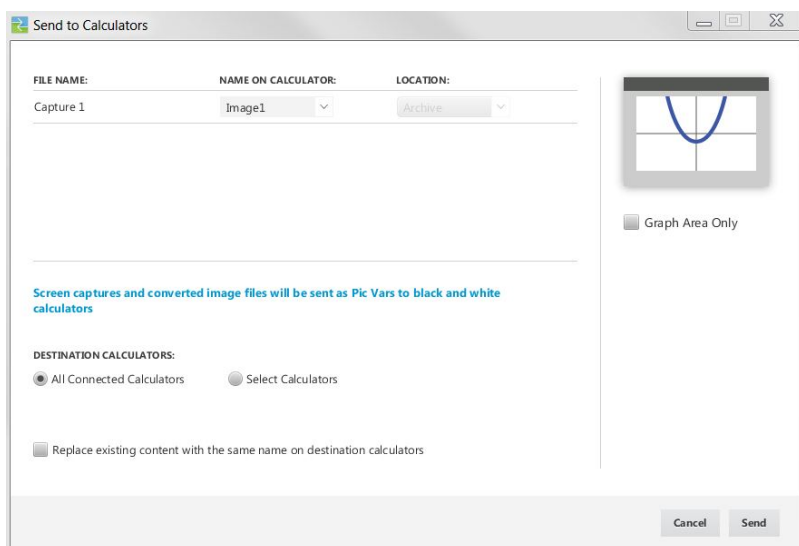 Send to Calculators
FILE NAME:
NAME ON CALCULATOR:
LOCATION:
Capture 1
Image1
Archive
Graph Area Only
Screen captures and converted image files will be sent as Pic Vars to black and white
calculators
DESTINATION CALCULATORS:
All Connected Calculators
Select Calculators
Replace existing content with the same name on destination calculators
Cancel
Send